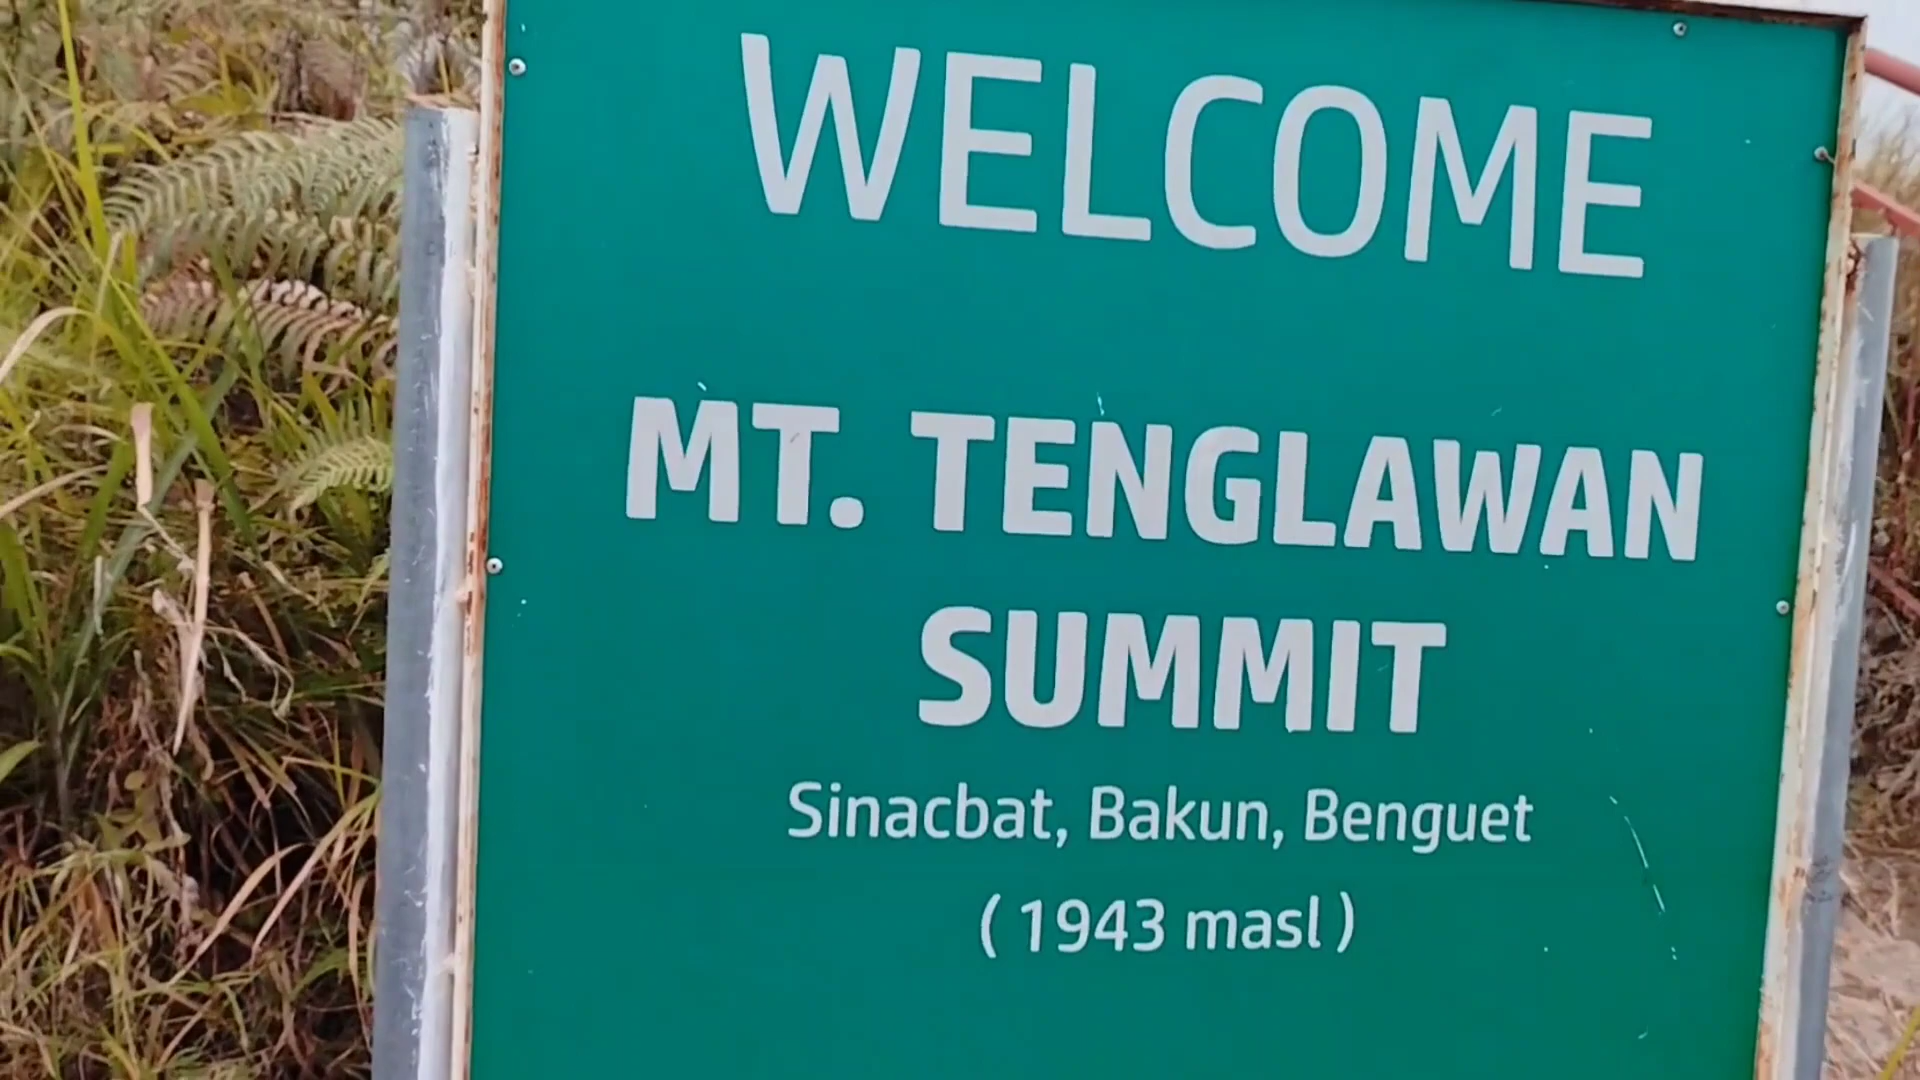 WELCOME
MT. TENGLAWAN
SUMMIT
Sinacbat, Bakun, Benguet
( 1943 masl )